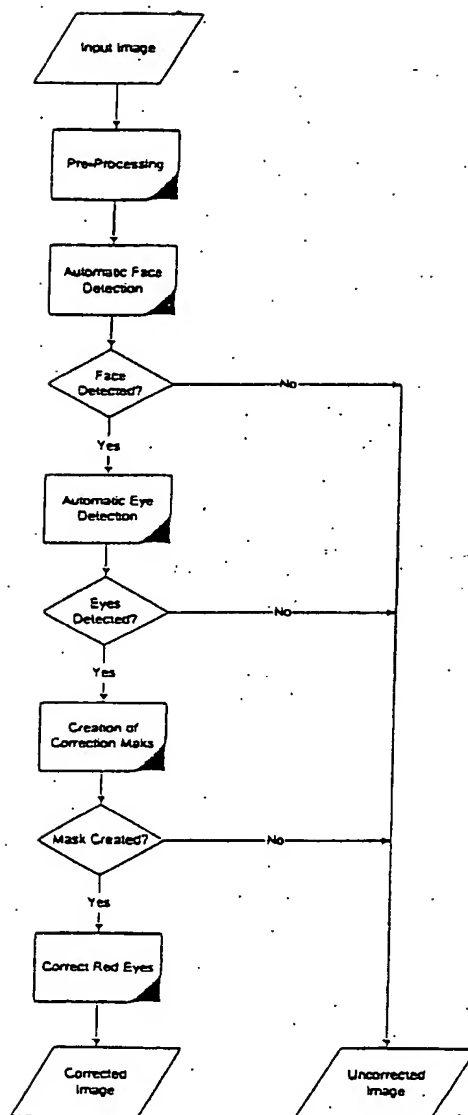 Input Image
Pre-Processing
Automatic Face
Detection
Face
Detected?
No
Yes
Automatic Eye
Detection
Eyes
Detected?
No
Yes
Creation of
Correction Maks
Mask Created?
No
Yes
Correct Red Eyes
Corrected
Image
Uncorrected
Image